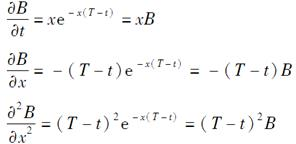 ∂B/∂t = xe^{-x(T-t)} = xB
∂B/∂x = -(T-t)e^{-x(T-t)} = -(T-t)B
∂²B/∂x² = (T-t)²e^{-x(T-t)} = (T-t)²B